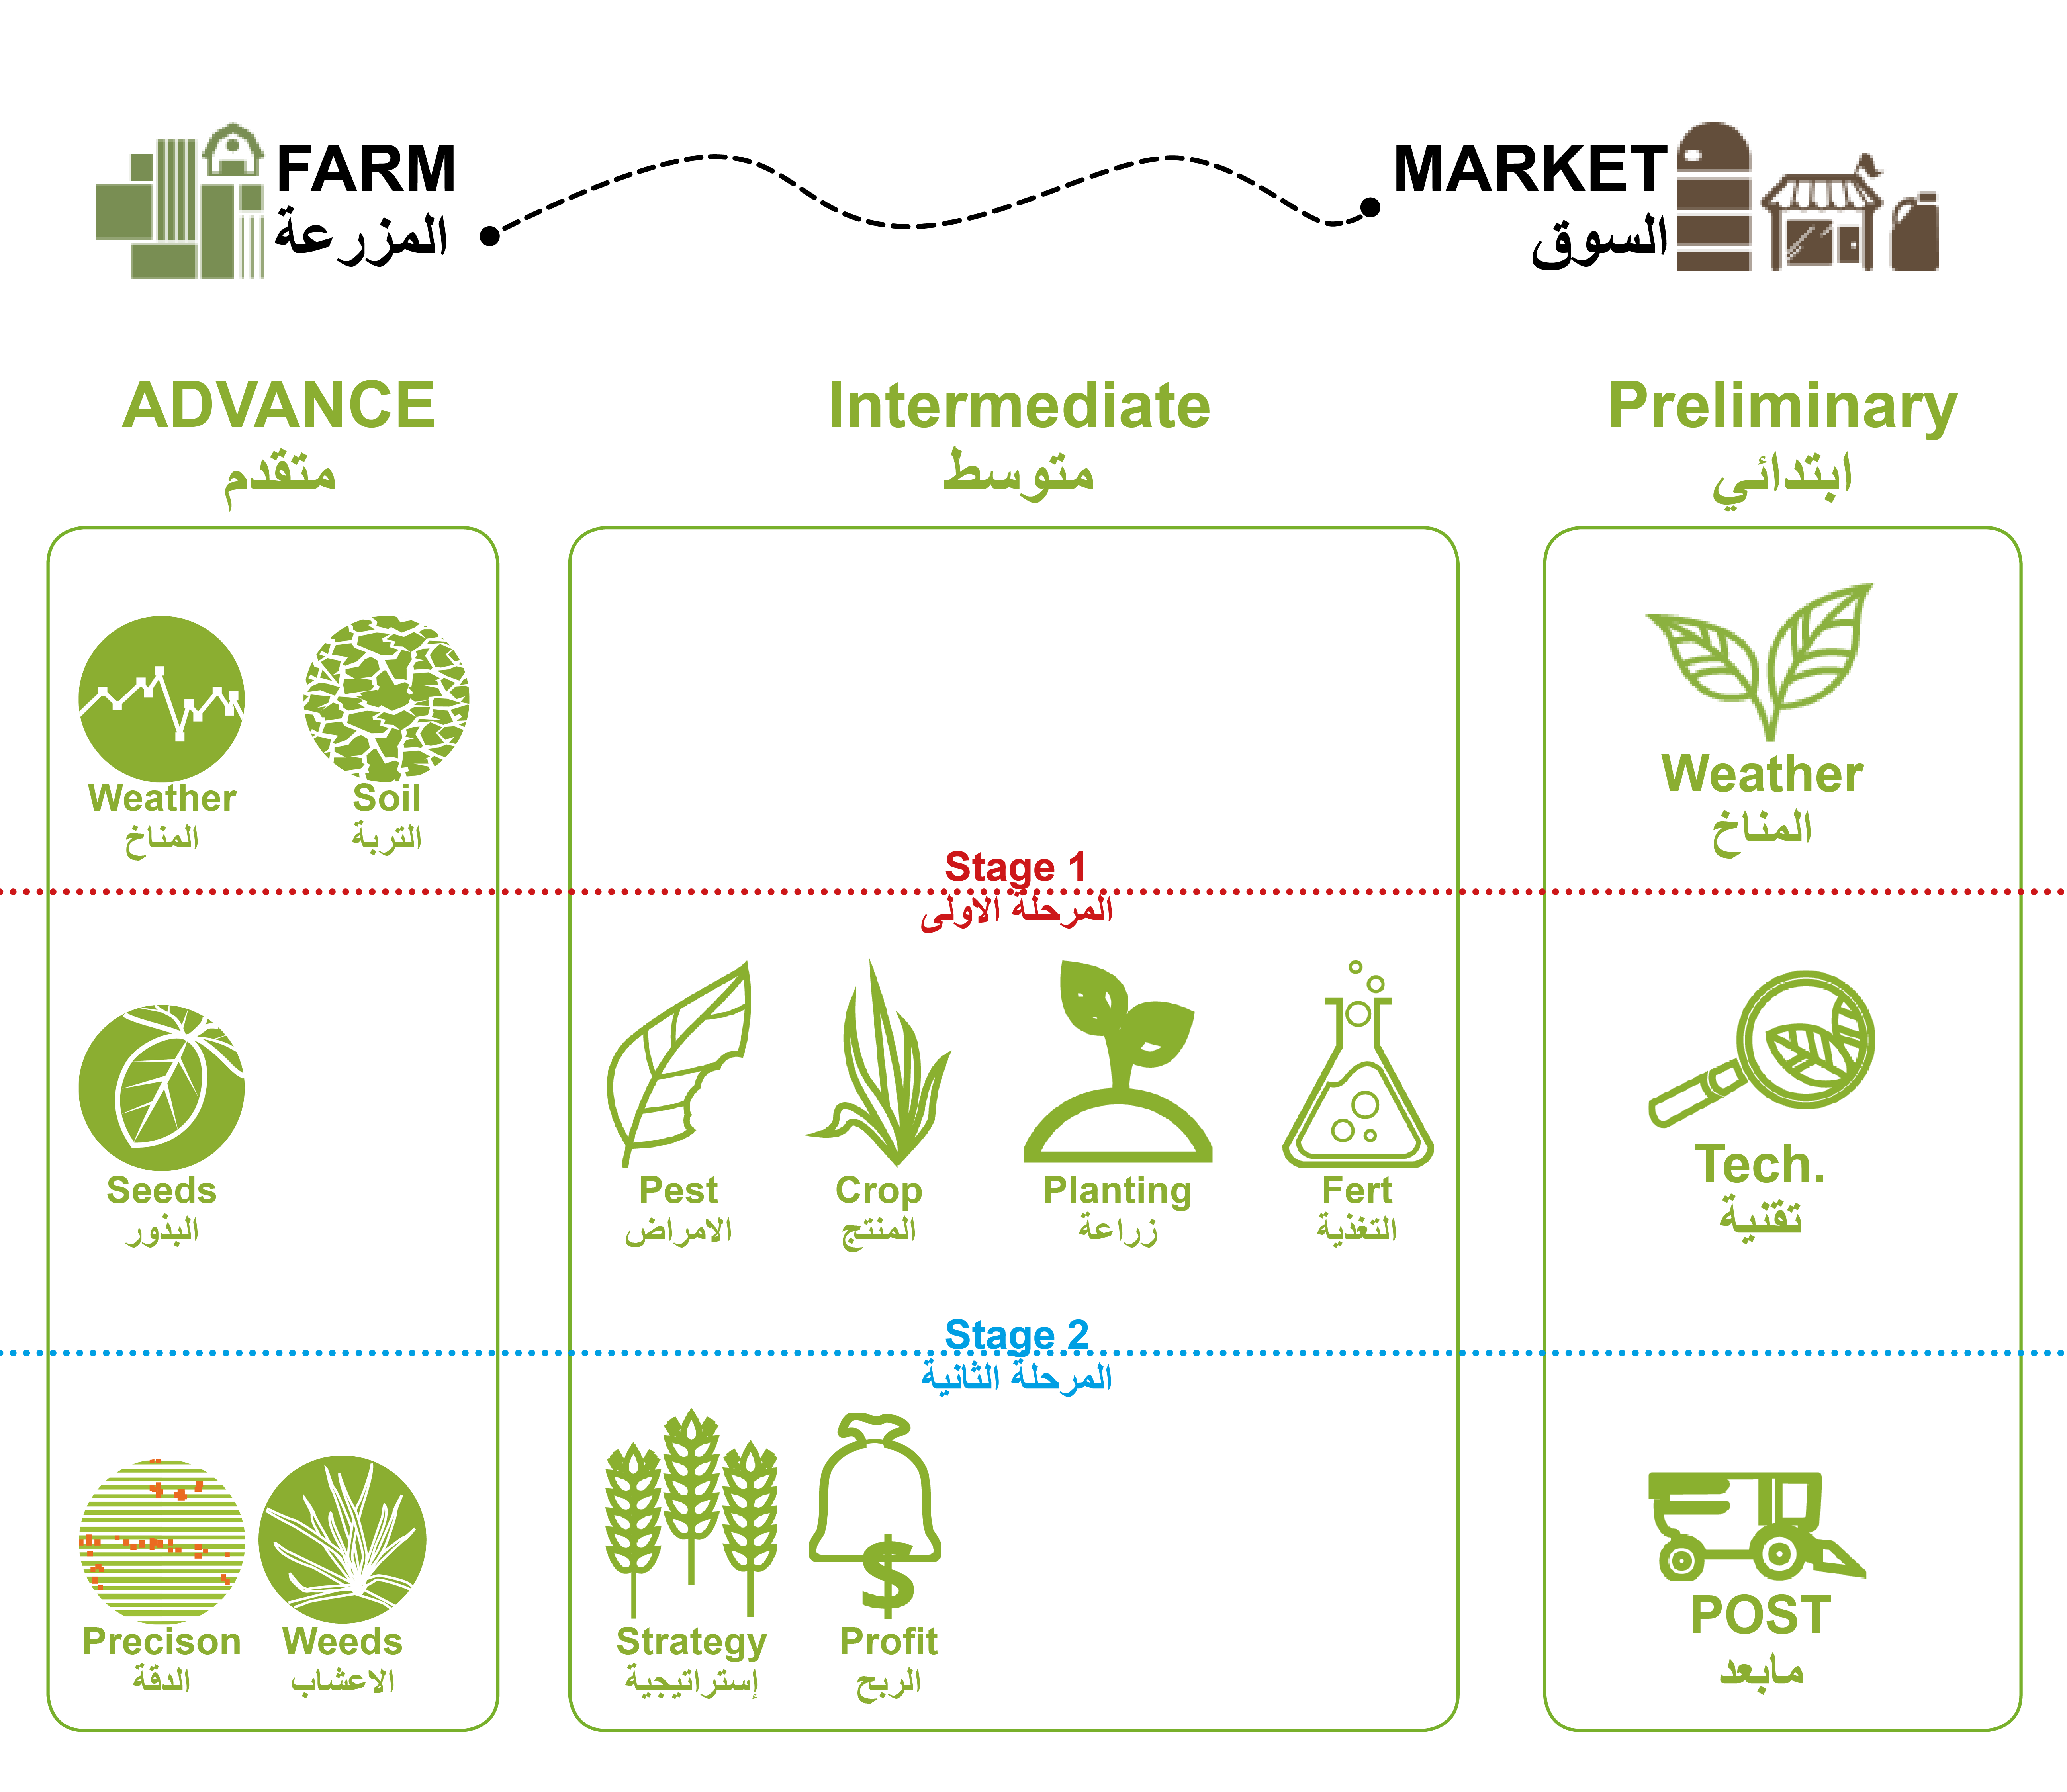 FARM
المزرعة
MARKET
السوق
ADVANCE
متقدم
Intermediate
متوسط
Preliminary
ابتدائي
Weather
المناخ
Soil
التربة
Weather
المناخ
Stage 1
المرحلة الاولى
Seeds
البذور
Pest
الامراض
Crop
المنتج
Planting
زراعة
Fert
التغذية
Tech.
تقنية
Stage 2
المرحلة الثانية
Precison
الدقة
Weeds
الاعشاب
Strategy
إستراتيجية
Profit
الربح
$
POST
مابعد